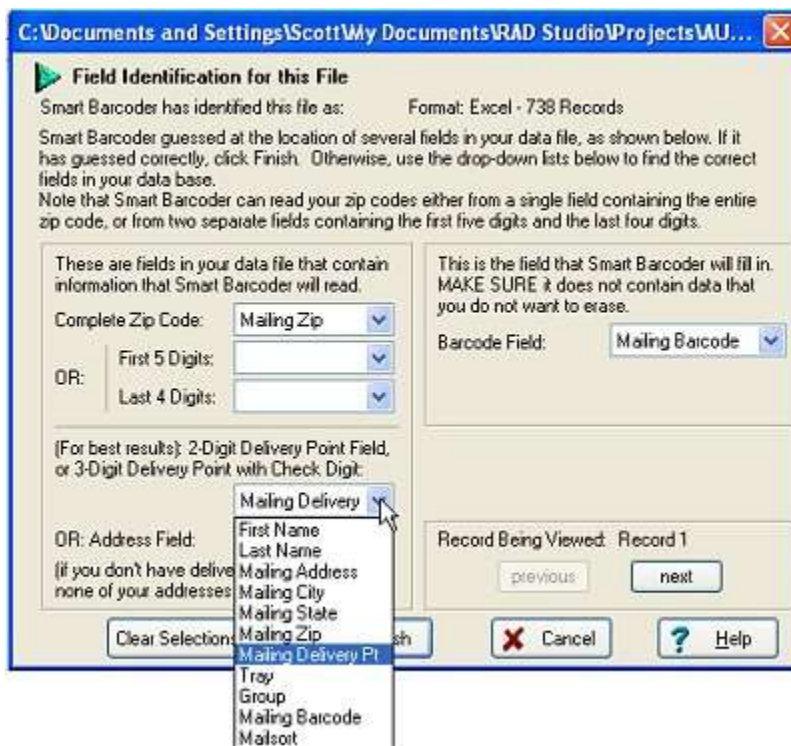 C:\Documents and Settings\Scott\My Documents\RAD Studio\Projects\AU...
Field Identification for this File
Smart Barcoder has identified this file as: Format: Excel - 738 Records
Smart Barcoder guessed at the location of several fields in your data file, as shown below. If it
has guessed correctly, click Finish. Otherwise, use the drop-down lists below to find the correct
fields in your data base.
Note that Smart Barcoder can read your zip codes either from a single field containing the entire
zip code, or from two separate fields containing the first five digits and the last four digits.
These are fields in your data file that contain
information that Smart Barcoder will read.
Complete Zip Code: Mailing Zip
OR:
First 5 Digits:
Last 4 Digits:
This is the field that Smart Barcoder will fill in.
MAKE SURE it does not contain data that
you do not want to erase.
Barcode Field: Mailing Barcode
(For best results): 2-Digit Delivery Point Field,
or 3-Digit Delivery Point with Check Digit:
Mailing Delivery
OR: Address Field:
(if you don't have delive
none of your addresses
First Name
Last Name
Mailing Address
Mailing City
Mailing State
Mailing Zip
Mailing Delivery Pt
Tray
Group
Mailing Barcode
Mailsort
Record Being Viewed: Record 1
previous next
Clear Selection sh Cancel ? Help